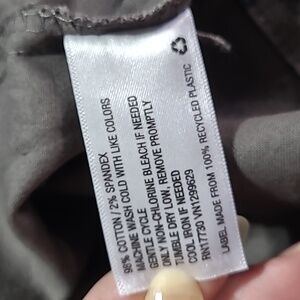 98% COTTON / 2% SPANDEX
MACHINE WASH COLD WITH LIKE COLORS
GENTLE CYCLE
ONLY NON-CHLORINE BLEACH IF NEEDED
TUMBLE DRY LOW, REMOVE PROMPTLY
COOL IRON IF NEEDED
RN17730 VN1299629
LABEL MADE FROM 100% RECYCLED PLASTIC